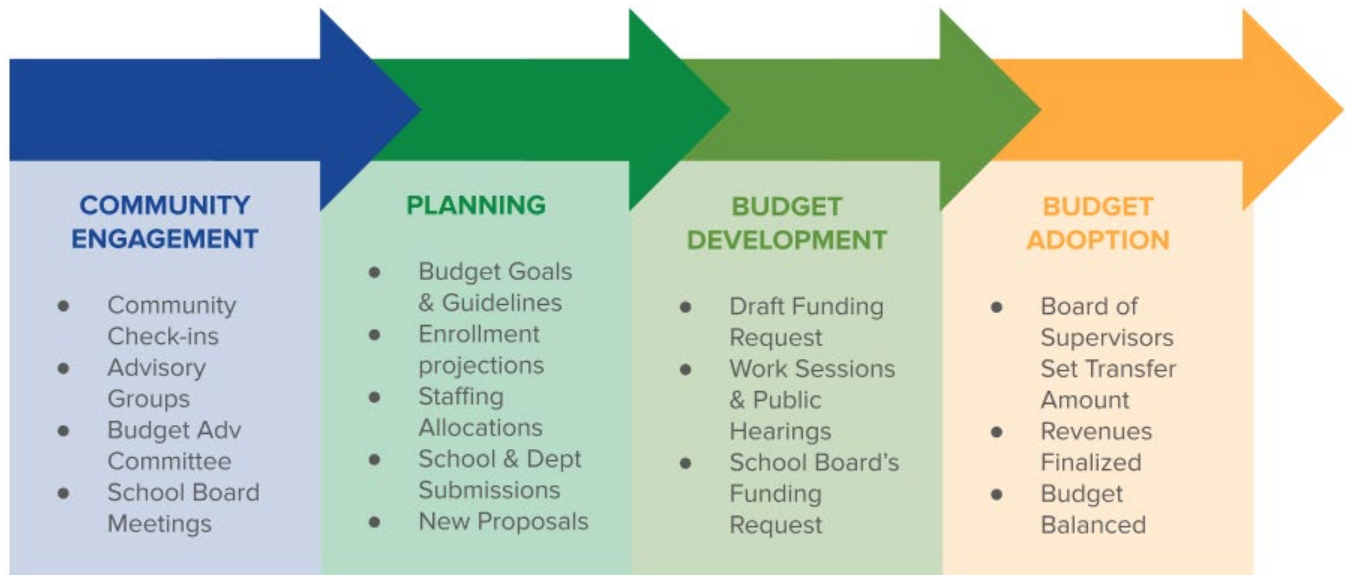 COMMUNITY
ENGAGEMENT
● Community
Check-ins
● Advisory
Groups
● Budget Adv
Committee
● School Board
Meetings
PLANNING
● Budget Goals
& Guidelines
● Enrollment
projections
● Staffing
Allocations
● School & Dept
Submissions
● New Proposals
BUDGET
DEVELOPMENT
● Draft Funding
Request
● Work Sessions
& Public
Hearings
● School Board’s
Funding
Request
BUDGET
ADOPTION
● Board of
Supervisors
Set Transfer
Amount
● Revenues
Finalized
● Budget
Balanced